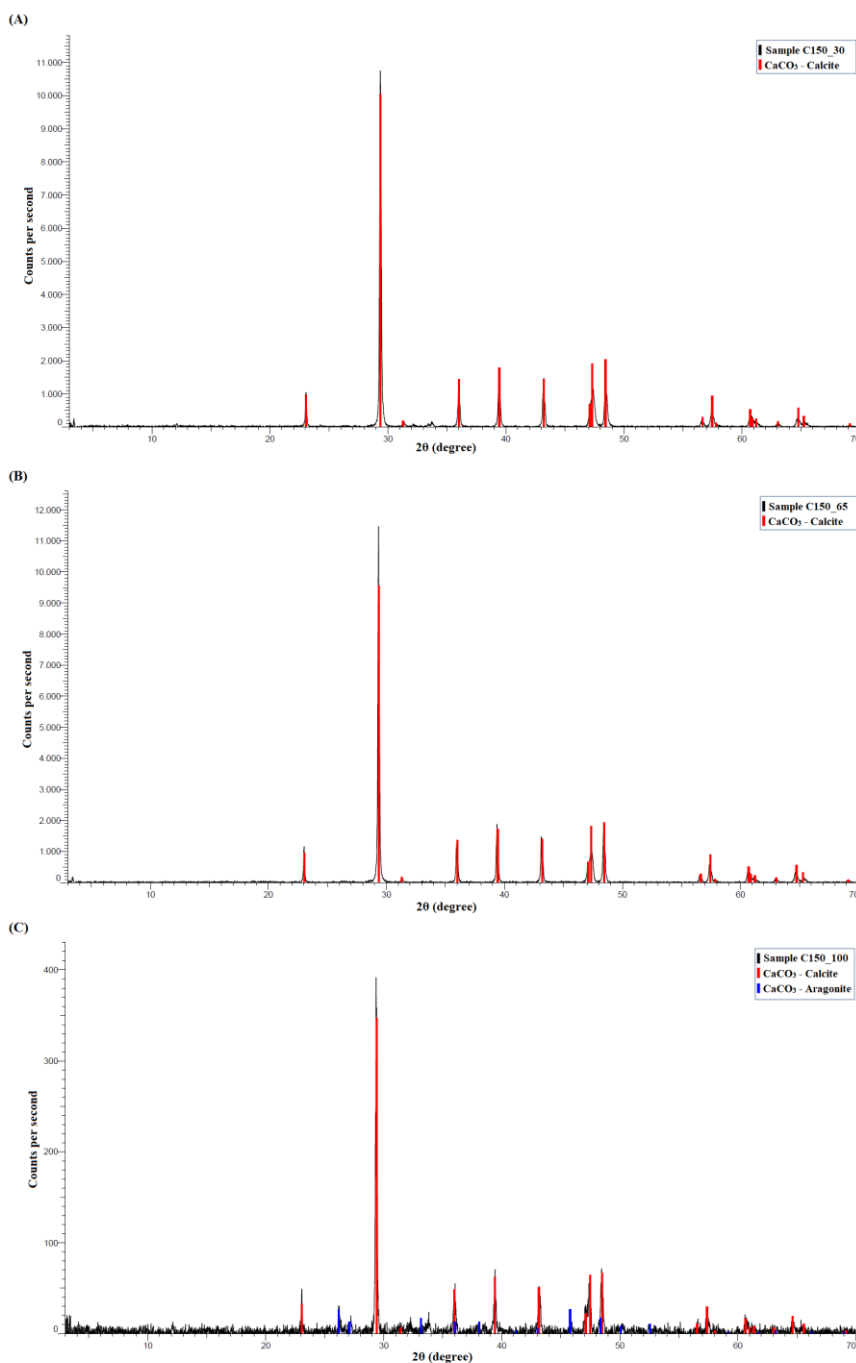 (A)
Sample C150_30
CaCO₃ - Calcite
11.000
10.000
9.000
8.000
7.000
6.000
5.000
4.000
3.000
2.000
1.000
0
Counts per second
10 20 30 40 50 60 70
2θ (degree)
(B)
Sample C150_65
CaCO₃ - Calcite
12.000
11.000
10.000
9.000
8.000
7.000
6.000
5.000
4.000
3.000
2.000
1.000
0
Counts per second
10 20 30 40 50 60 70
2θ (degree)
(C)
Sample C150_100
CaCO₃ - Calcite
CaCO₃ - Aragonite
400
300
200
100
0
Counts per second
10 20 30 40 50 60 70
2θ (degree)